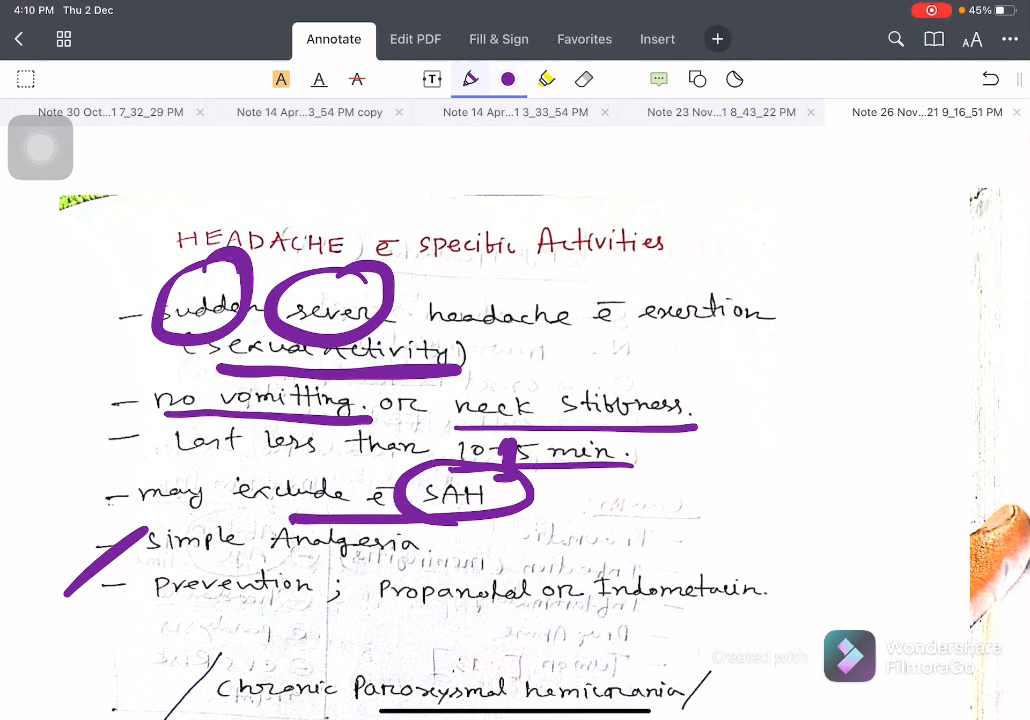 4:10 PM Thu 2 Dec
45%
Annotate Edit PDF Fill & Sign Favorites Insert
Note 30 Oct...1 7_32_29 PM Note 14 Apr...3_54 PM copy Note 14 Apr...1 3_33_54 PM Note 23 Nov...1 8_43_22 PM Note 26 Nov...21 9_16_51 PM
HEADACHE c̄ specific Activities
- sudden severe headache c̄ exertion
(sexual Activity)
- no vomitting. or neck stiffness.
- Last less than 10-15 min.
- may exclude c̄ SAH
- simple Analgesia
- Prevention ; Propanolal or Indometacin.
Created with
Wondershare
FilmoraGo
/ Chronic Paroxysmal hemicrania /